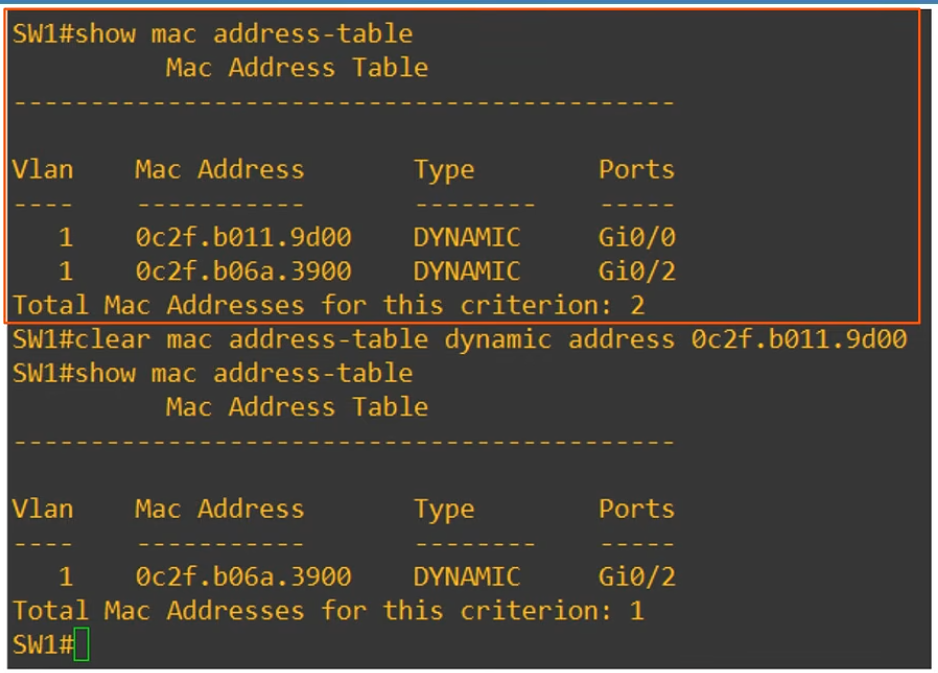 SW1#show mac address-table
Mac Address Table
-------------------------------------------
Vlan    Mac Address       Type        Ports
----    -----------       --------    -----
1    0c2f.b011.9d00    DYNAMIC     Gi0/0
1    0c2f.b06a.3900    DYNAMIC     Gi0/2
Total Mac Addresses for this criterion: 2
SW1#clear mac address-table dynamic address 0c2f.b011.9d00
SW1#show mac address-table
Mac Address Table
-------------------------------------------
Vlan    Mac Address       Type        Ports
----    -----------       --------    -----
1    0c2f.b06a.3900    DYNAMIC     Gi0/2
Total Mac Addresses for this criterion: 1
SW1#